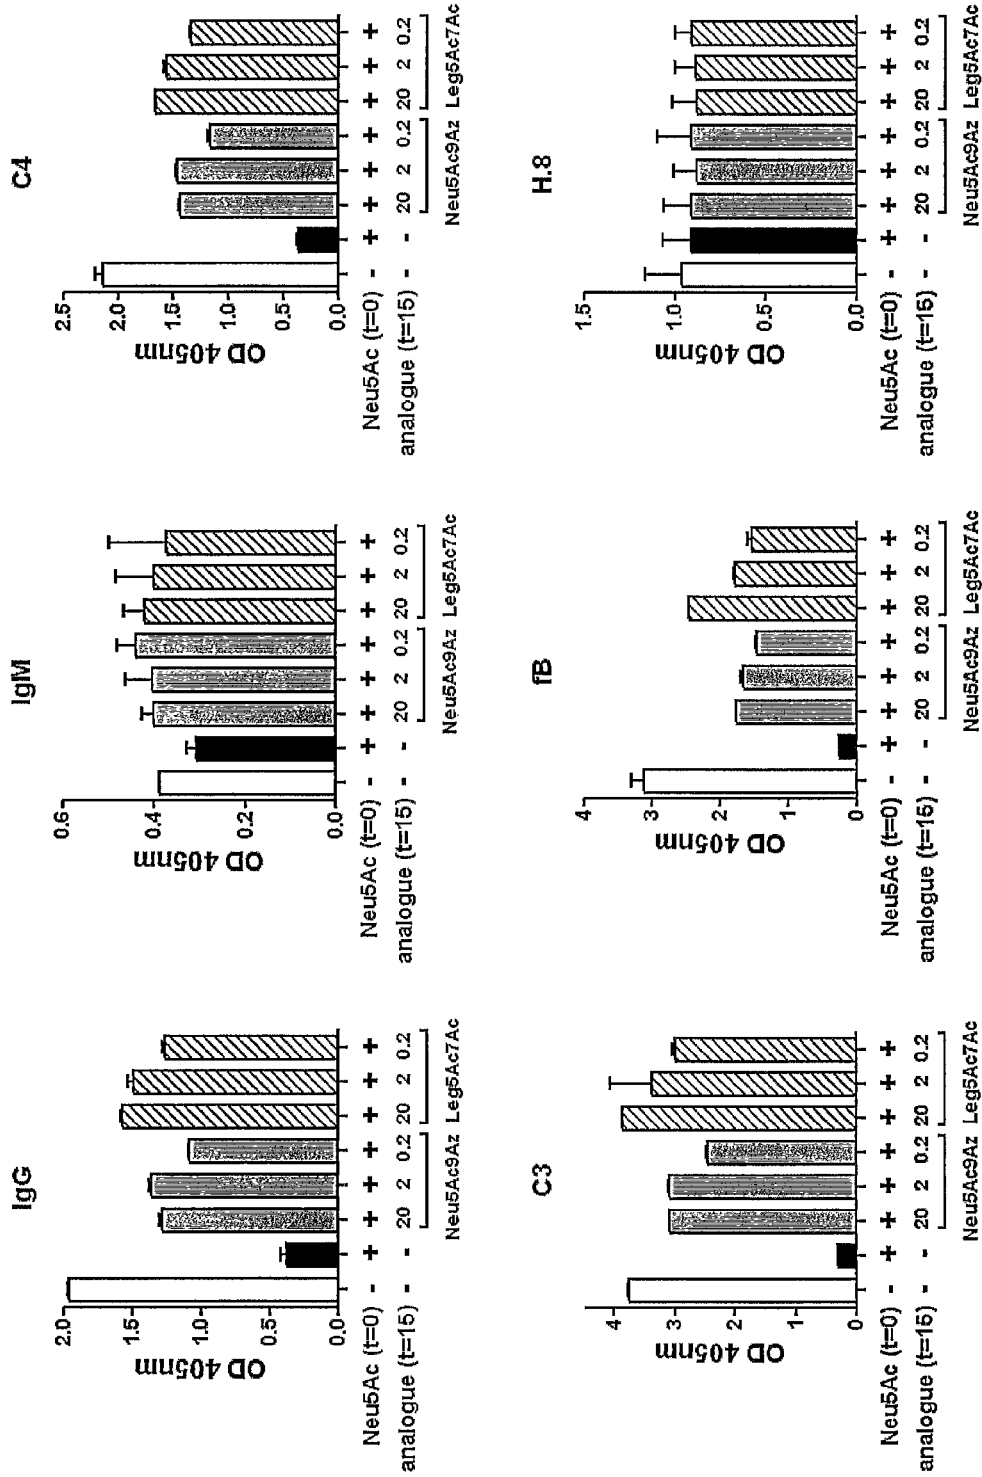 IgG
OD 405nm
2.0
1.5
1.0
0.5
0.0
Neu5Ac (t=0) - + + + + + + +
analogue (t=15) - - 20 2 0.2 20 2 0.2
Neu5Ac9Az Leg5Ac7Ac
IgM
OD 405nm
0.6
0.4
0.2
0.0
Neu5Ac (t=0) - + + + + + + +
analogue (t=15) - - 20 2 0.2 20 2 0.2
Neu5Ac9Az Leg5Ac7Ac
C4
OD 405nm
2.5
2.0
1.5
1.0
0.5
0.0
Neu5Ac (t=0) - + + + + + + +
analogue (t=15) - - 20 2 0.2 20 2 0.2
Neu5Ac9Az Leg5Ac7Ac
C3
OD 405nm
4
3
2
1
0
Neu5Ac (t=0) - + + + + + + +
analogue (t=15) - - 20 2 0.2 20 2 0.2
Neu5Ac9Az Leg5Ac7Ac
fB
OD 405nm
4
3
2
1
0
Neu5Ac (t=0) - + + + + + + +
analogue (t=15) - - 20 2 0.2 20 2 0.2
Neu5Ac9Az Leg5Ac7Ac
H.8
OD 405nm
1.5
1.0
0.5
0.0
Neu5Ac (t=0) - + + + + + + +
analogue (t=15) - - 20 2 0.2 20 2 0.2
Neu5Ac9Az Leg5Ac7Ac